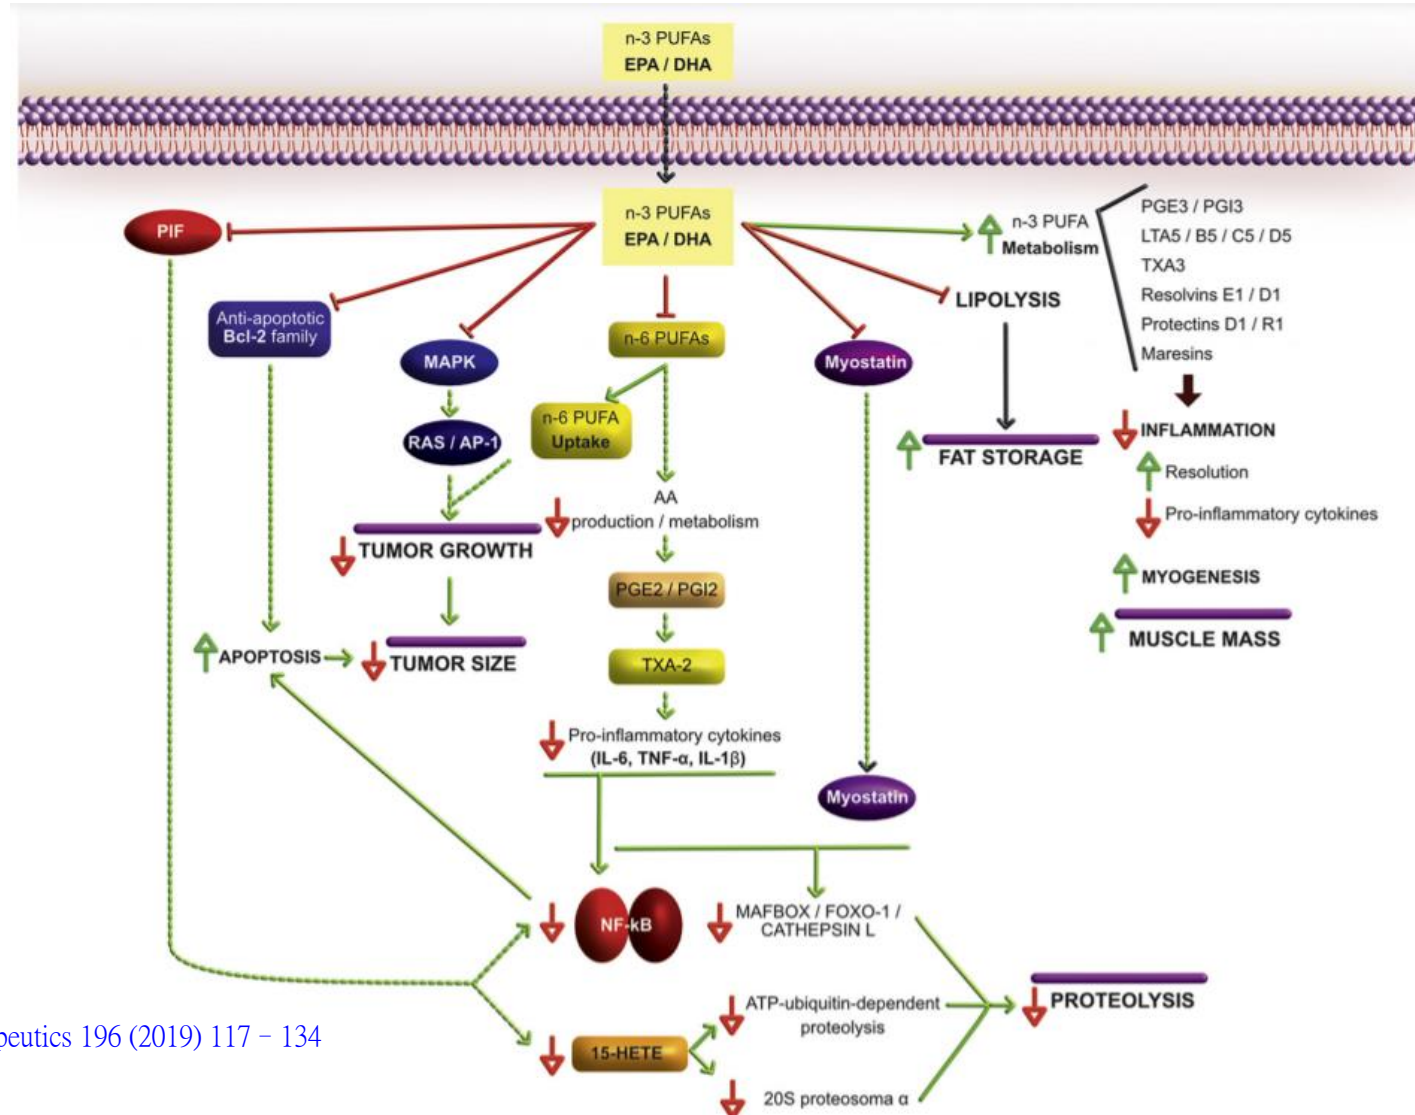 n-3 PUFAs
EPA / DHA
n-3 PUFAs
EPA / DHA
PIF
n-3 PUFA
Metabolism
PGE3 / PGI3
LTA5 / B5 / C5 / D5
TXA3
Resolvins E1 / D1
Protectins D1 / R1
Maresins
LIPOLYSIS
Anti-apoptotic
Bcl-2 family
MAPK
n-6 PUFAs
Myostatin
RAS / AP-1
n-6 PUFA
Uptake
FAT STORAGE
INFLAMMATION
Resolution
Pro-inflammatory cytokines
AA
production / metabolism
TUMOR GROWTH
PGE2 / PGI2
MYOGENESIS
MUSCLE MASS
APOPTOSIS
TUMOR SIZE
TXA-2
Pro-inflammatory cytokines
(IL-6, TNF-α, IL-1β)
Myostatin
NF-kB
MAFBOX / FOXO-1 /
CATHEPSIN L
ATP-ubiquitin-dependent
proteolysis
PROTEOLYSIS
15-HETE
20S proteosoma α
peutics 196 (2019) 117 – 134